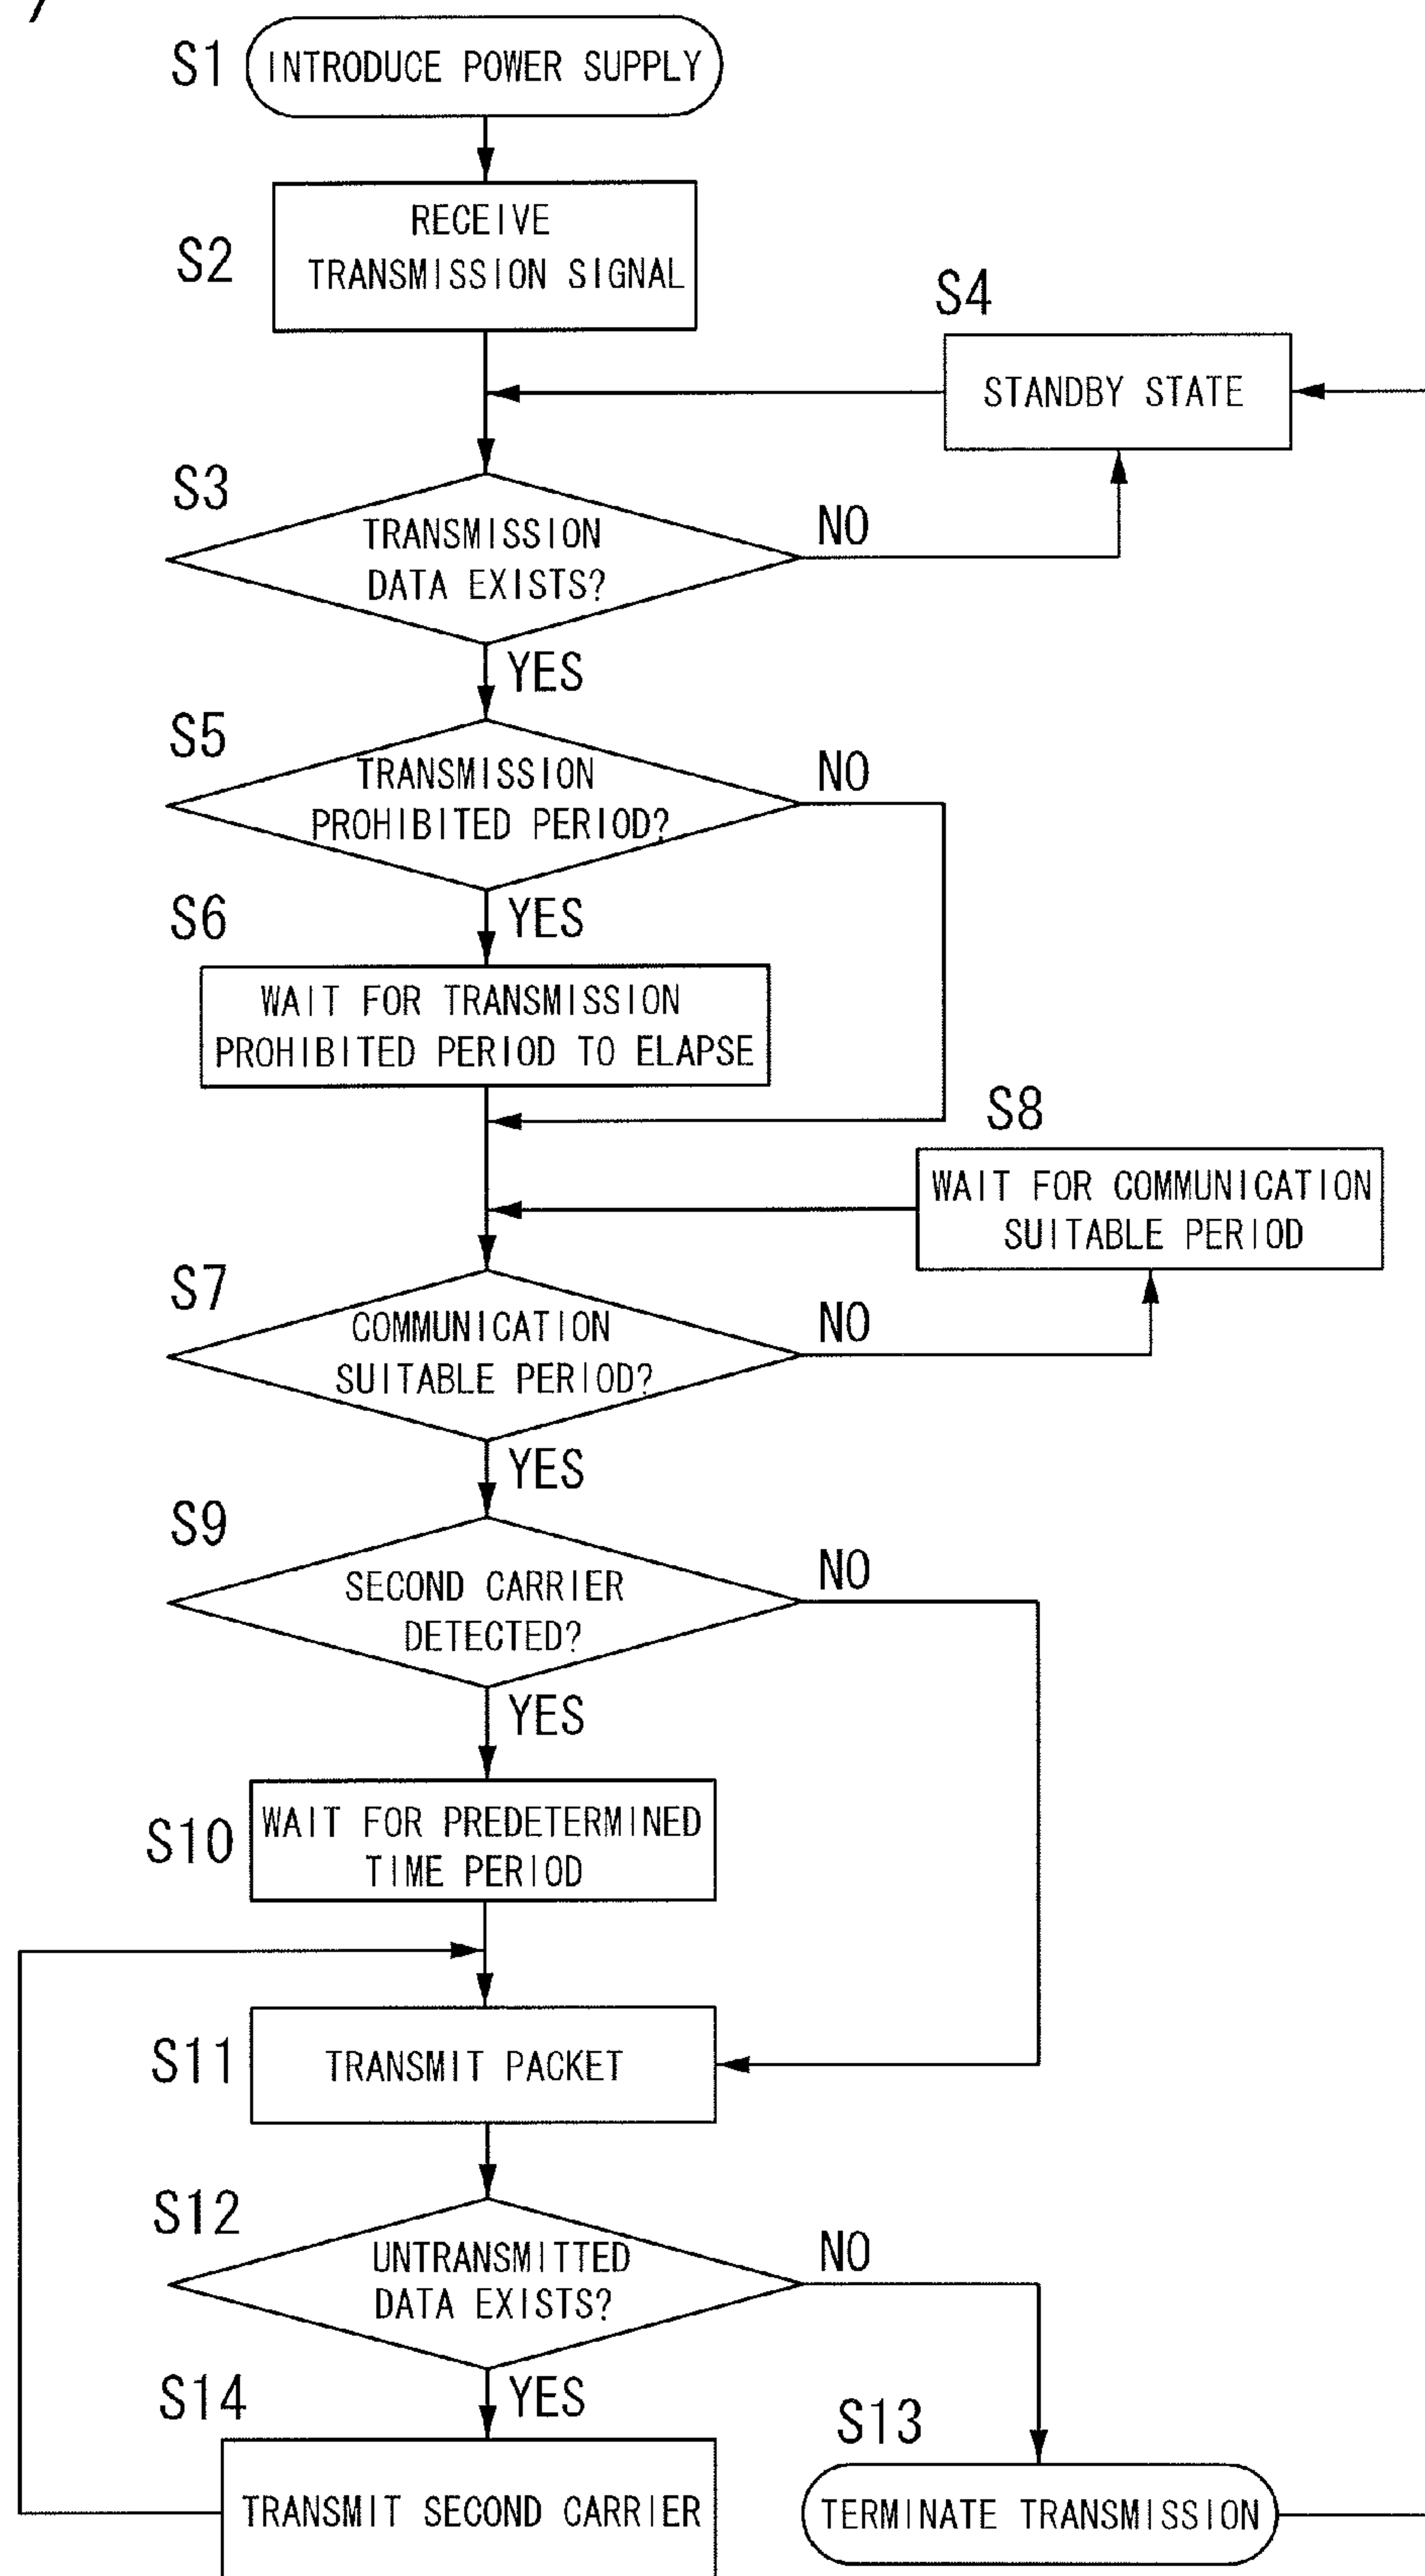 S1
INTRODUCE POWER SUPPLY
S2
RECEIVE
TRANSMISSION SIGNAL
S4
STANDBY STATE
S3
TRANSMISSION
DATA EXISTS?
NO
YES
S5
TRANSMISSION
PROHIBITED PERIOD?
NO
YES
S6
WAIT FOR TRANSMISSION
PROHIBITED PERIOD TO ELAPSE
S8
WAIT FOR COMMUNICATION
SUITABLE PERIOD
S7
COMMUNICATION
SUITABLE PERIOD?
NO
YES
S9
SECOND CARRIER
DETECTED?
NO
YES
S10
WAIT FOR PREDETERMINED
TIME PERIOD
S11
TRANSMIT PACKET
S12
UNTRANSMITTED
DATA EXISTS?
NO
YES
S14
TRANSMIT SECOND CARRIER
S13
TERMINATE TRANSMISSION